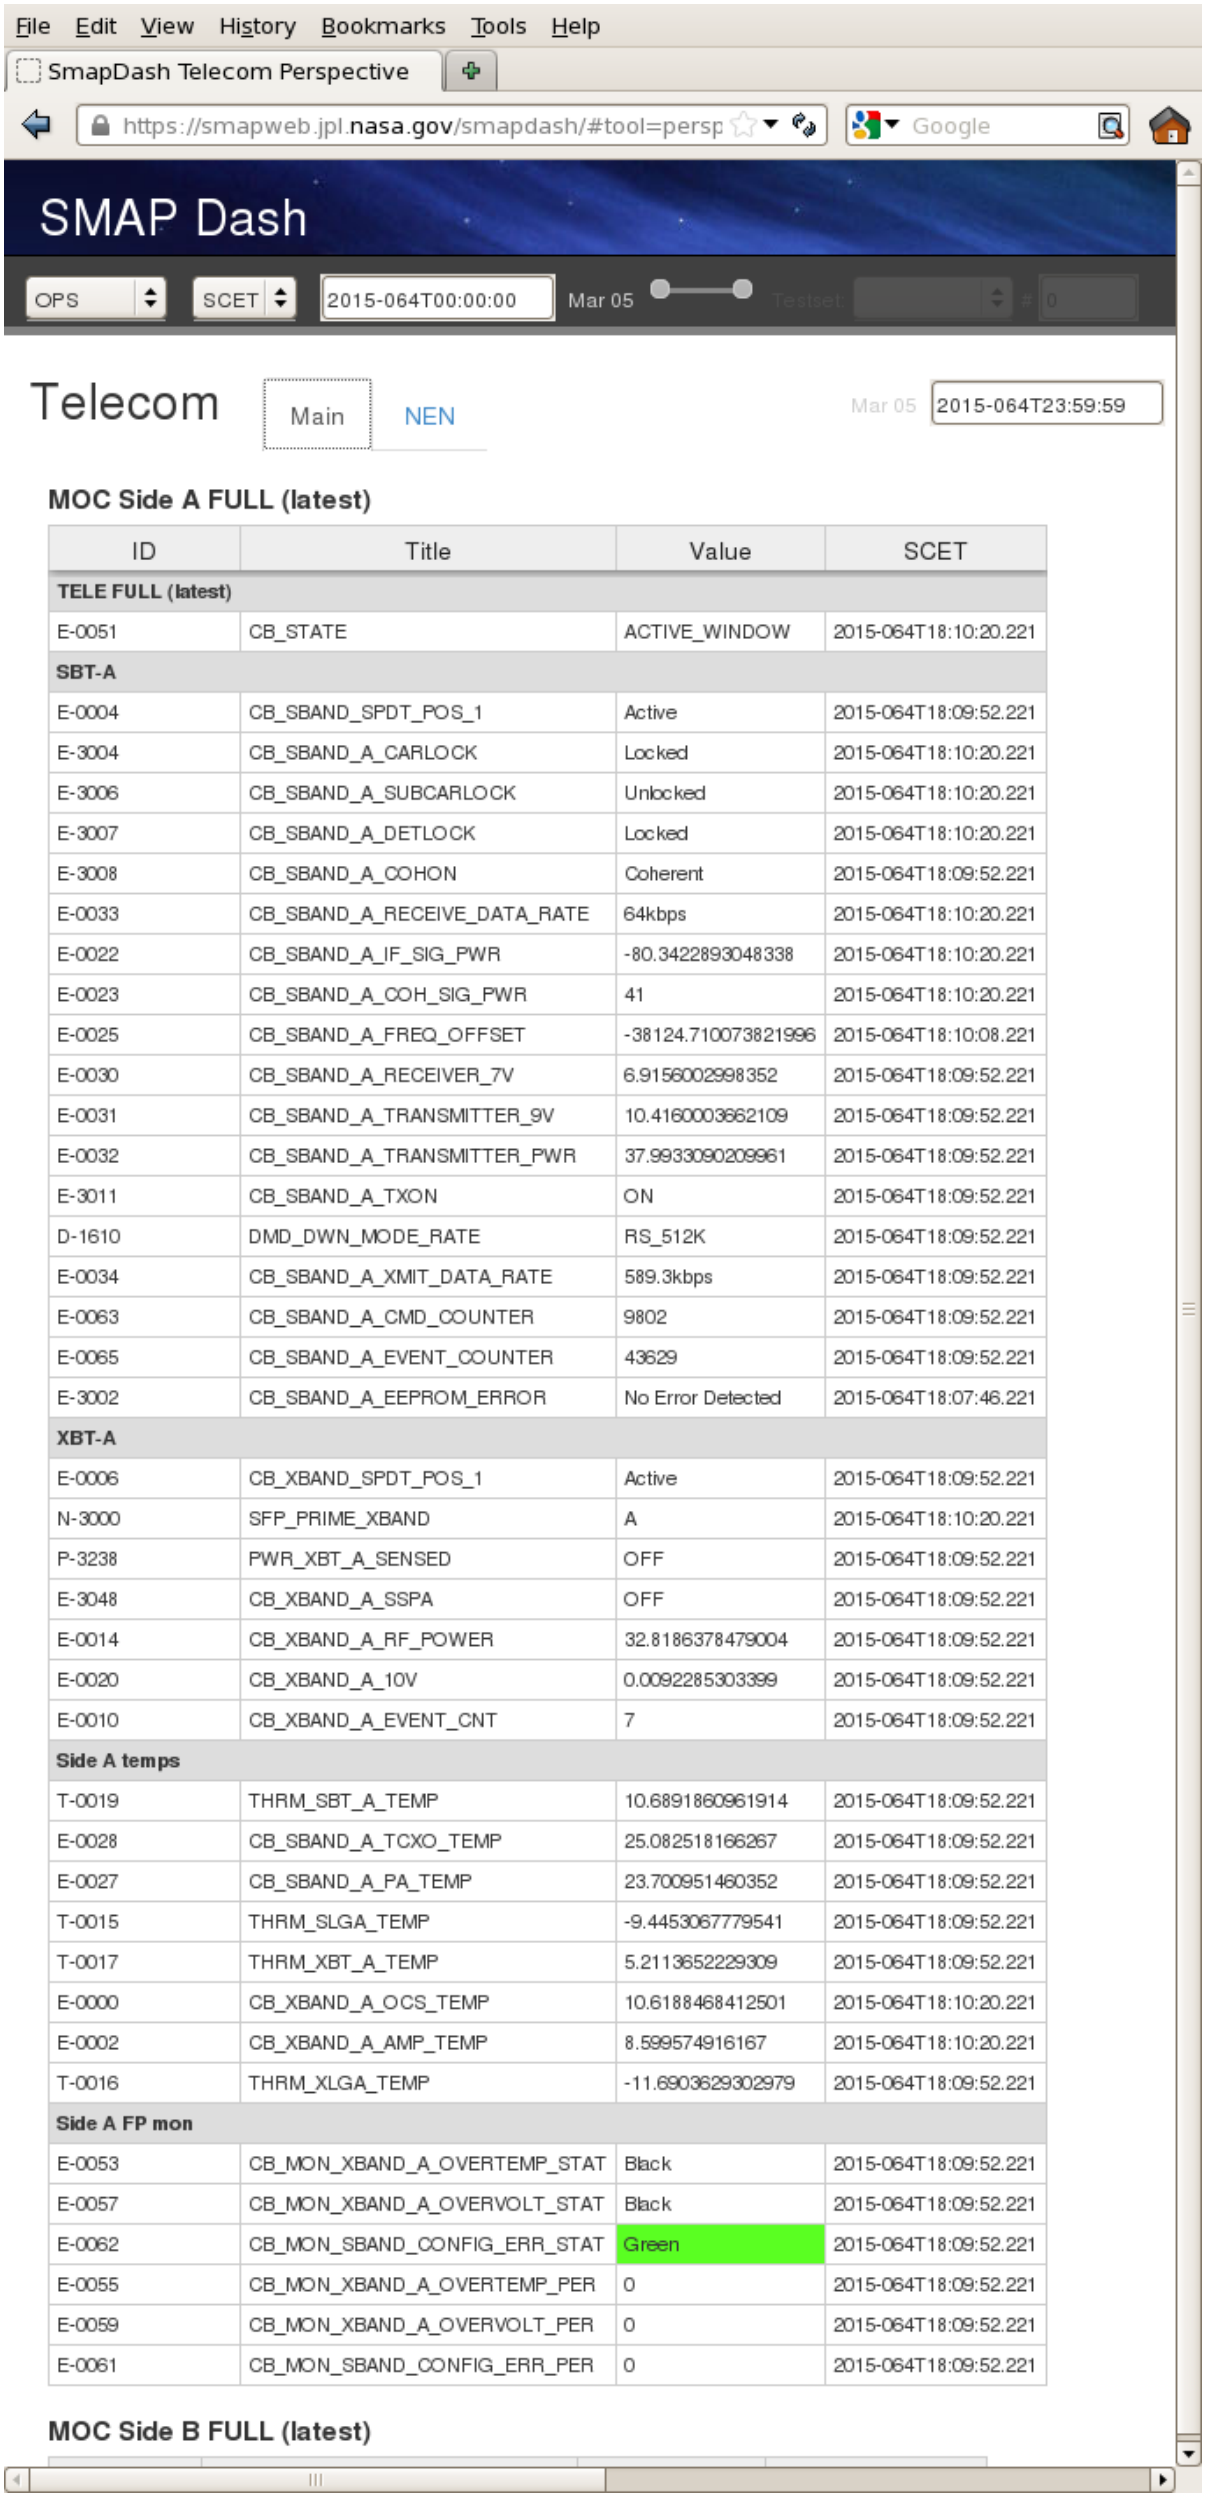 File Edit View History Bookmarks Tools Help
SmapDash Telecom Perspective
https://smapweb.jpl.nasa.gov/smapdash/#tool=persp Google
SMAP Dash
OPS SCET 2015-064T00:00:00 Mar 05 Testset: # 0
Telecom Main NEN Mar 05 2015-064T23:59:59
MOC Side A FULL (latest)
ID Title Value SCET
TELE FULL (latest)
E-0051 CB_STATE ACTIVE_WINDOW 2015-064T18:10:20.221
SBT-A
E-0004 CB_SBAND_SPDT_POS_1 Active 2015-064T18:09:52.221
E-3004 CB_SBAND_A_CARLOCK Locked 2015-064T18:10:20.221
E-3006 CB_SBAND_A_SUBCARLOCK Unlocked 2015-064T18:10:20.221
E-3007 CB_SBAND_A_DETLOCK Locked 2015-064T18:10:20.221
E-3008 CB_SBAND_A_COHON Coherent 2015-064T18:09:52.221
E-0033 CB_SBAND_A_RECEIVE_DATA_RATE 64kbps 2015-064T18:10:20.221
E-0022 CB_SBAND_A_IF_SIG_PWR -80.3422893048338 2015-064T18:10:20.221
E-0023 CB_SBAND_A_COH_SIG_PWR 41 2015-064T18:10:20.221
E-0025 CB_SBAND_A_FREQ_OFFSET -38124.710073821996 2015-064T18:10:08.221
E-0030 CB_SBAND_A_RECEIVER_7V 6.9156002998352 2015-064T18:09:52.221
E-0031 CB_SBAND_A_TRANSMITTER_9V 10.4160003662109 2015-064T18:09:52.221
E-0032 CB_SBAND_A_TRANSMITTER_PWR 37.9933090209961 2015-064T18:09:52.221
E-3011 CB_SBAND_A_TXON ON 2015-064T18:09:52.221
D-1610 DMD_DWN_MODE_RATE RS_512K 2015-064T18:09:52.221
E-0034 CB_SBAND_A_XMIT_DATA_RATE 589.3kbps 2015-064T18:09:52.221
E-0063 CB_SBAND_A_CMD_COUNTER 9802 2015-064T18:09:52.221
E-0065 CB_SBAND_A_EVENT_COUNTER 43629 2015-064T18:09:52.221
E-3002 CB_SBAND_A_EEPROM_ERROR No Error Detected 2015-064T18:07:46.221
XBT-A
E-0006 CB_XBAND_SPDT_POS_1 Active 2015-064T18:09:52.221
N-3000 SFP_PRIME_XBAND A 2015-064T18:10:20.221
P-3238 PWR_XBT_A_SENSED OFF 2015-064T18:09:52.221
E-3048 CB_XBAND_A_SSPA OFF 2015-064T18:09:52.221
E-0014 CB_XBAND_A_RF_POWER 32.8186378479004 2015-064T18:09:52.221
E-0020 CB_XBAND_A_10V 0.0092285303399 2015-064T18:09:52.221
E-0010 CB_XBAND_A_EVENT_CNT 7 2015-064T18:09:52.221
Side A temps
T-0019 THRM_SBT_A_TEMP 10.6891860961914 2015-064T18:09:52.221
E-0028 CB_SBAND_A_TCXO_TEMP 25.082518166267 2015-064T18:09:52.221
E-0027 CB_SBAND_A_PA_TEMP 23.700951460352 2015-064T18:09:52.221
T-0015 THRM_SLGA_TEMP -9.4453067779541 2015-064T18:09:52.221
T-0017 THRM_XBT_A_TEMP 5.2113652229309 2015-064T18:09:52.221
E-0000 CB_XBAND_A_OCS_TEMP 10.6188468412501 2015-064T18:10:20.221
E-0002 CB_XBAND_A_AMP_TEMP 8.599574916167 2015-064T18:10:20.221
T-0016 THRM_XLGA_TEMP -11.6903629302979 2015-064T18:09:52.221
Side A FP mon
E-0053 CB_MON_XBAND_A_OVERTEMP_STAT Black 2015-064T18:09:52.221
E-0057 CB_MON_XBAND_A_OVERVOLT_STAT Black 2015-064T18:09:52.221
E-0062 CB_MON_SBAND_CONFIG_ERR_STAT Green 2015-064T18:09:52.221
E-0055 CB_MON_XBAND_A_OVERTEMP_PER 0 2015-064T18:09:52.221
E-0059 CB_MON_XBAND_A_OVERVOLT_PER 0 2015-064T18:09:52.221
E-0061 CB_MON_SBAND_CONFIG_ERR_PER 0 2015-064T18:09:52.221
MOC Side B FULL (latest)